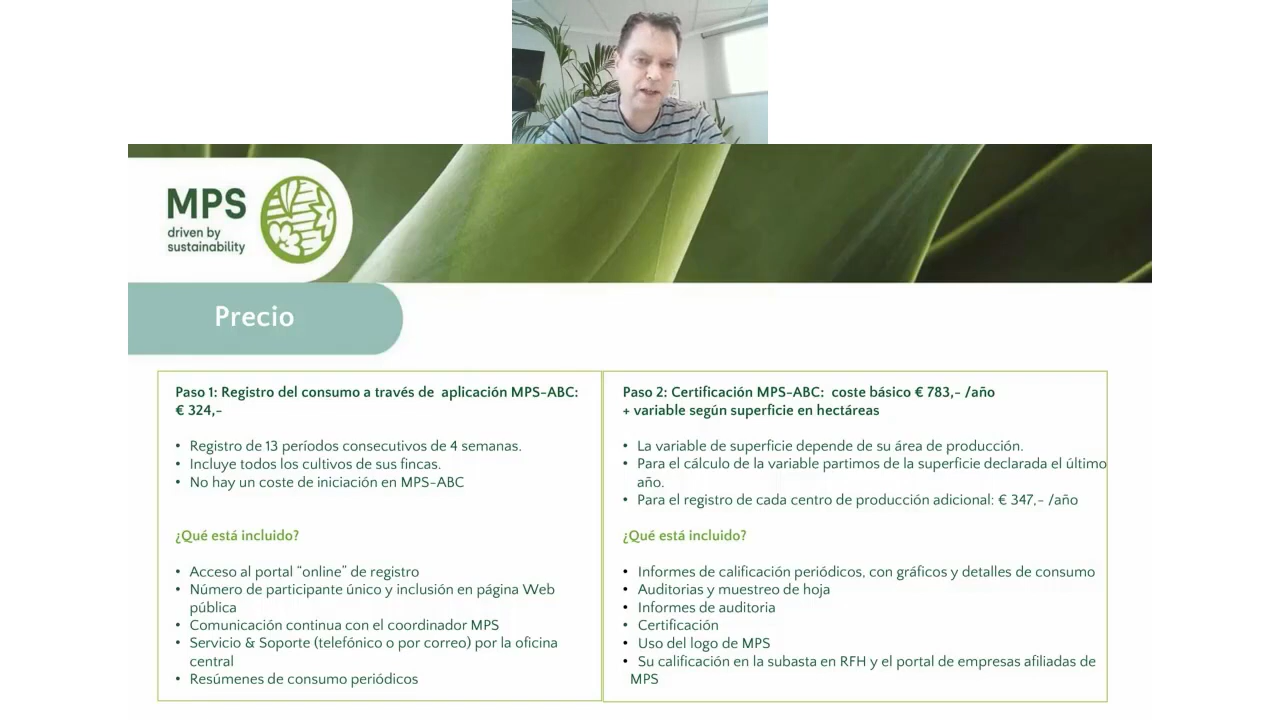 MPS
driven by
sustainability
Precio
Paso 1: Registro del consumo a través de aplicación MPS-ABC:
€ 324,-
• Registro de 13 períodos consecutivos de 4 semanas.
• Incluye todos los cultivos de sus fincas.
• No hay un coste de iniciación en MPS-ABC
¿Qué está incluido?
• Acceso al portal “online” de registro
• Número de participante único y inclusión en página Web
pública
• Comunicación continua con el coordinador MPS
• Servicio & Soporte (telefónico o por correo) por la oficina
central
• Resúmenes de consumo periódicos
Paso 2: Certificación MPS-ABC: coste básico € 783,- /año
+ variable según superficie en hectáreas
• La variable de superficie depende de su área de producción.
• Para el cálculo de la variable partimos de la superficie declarada el último
año.
• Para el registro de cada centro de producción adicional: € 347,- /año
¿Qué está incluido?
• Informes de calificación periódicos, con gráficos y detalles de consumo
• Auditorias y muestreo de hoja
• Informes de auditoria
• Certificación
• Uso del logo de MPS
• Su calificación en la subasta en RFH y el portal de empresas afiliadas de
MPS